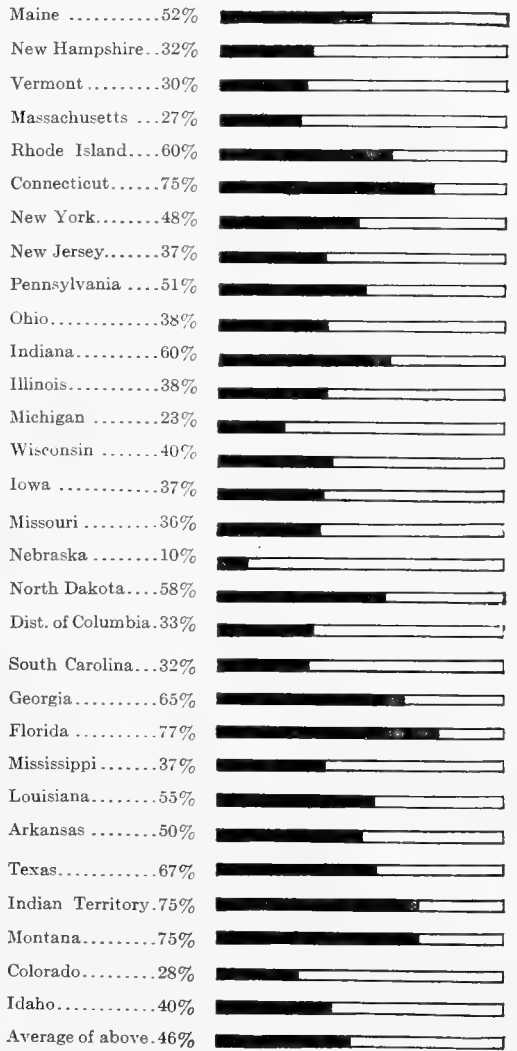 Maine ..........52%
New Hampshire..32%
Vermont .........30%
Massachusetts ...27%
Rhode Island....60%
Connecticut......75%
New York........48%
New Jersey.......37%
Pennsylvania ....51%
Ohio.............38%
Indiana..........60%
Illinois..........38%
Michigan ........23%
Wisconsin .......40%
Iowa ............37%
Missouri .........36%
Nebraska ........10%
North Dakota....58%
Dist. of Columbia.33%
South Carolina...32%
Georgia..........65%
Florida ..........77%
Mississippi .......37%
Louisiana........55%
Arkansas ........50%
Texas............67%
Indian Territory.75%
Montana.........75%
Colorado.........28%
Idaho............40%
Average of above.46%